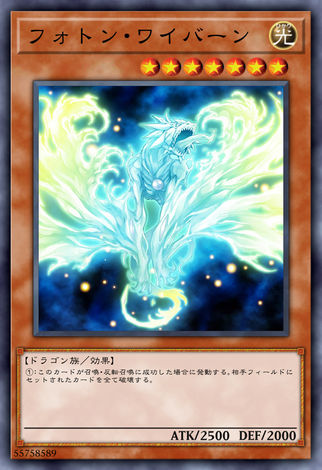 フォトン・ワイバーン
光
【ドラゴン族／効果】
①：このカードが召喚・反転召喚に成功した場合に発動する。相手フィールドに
セットされたカードを全て破壊する。
ATK/2500 DEF/2000
55758589